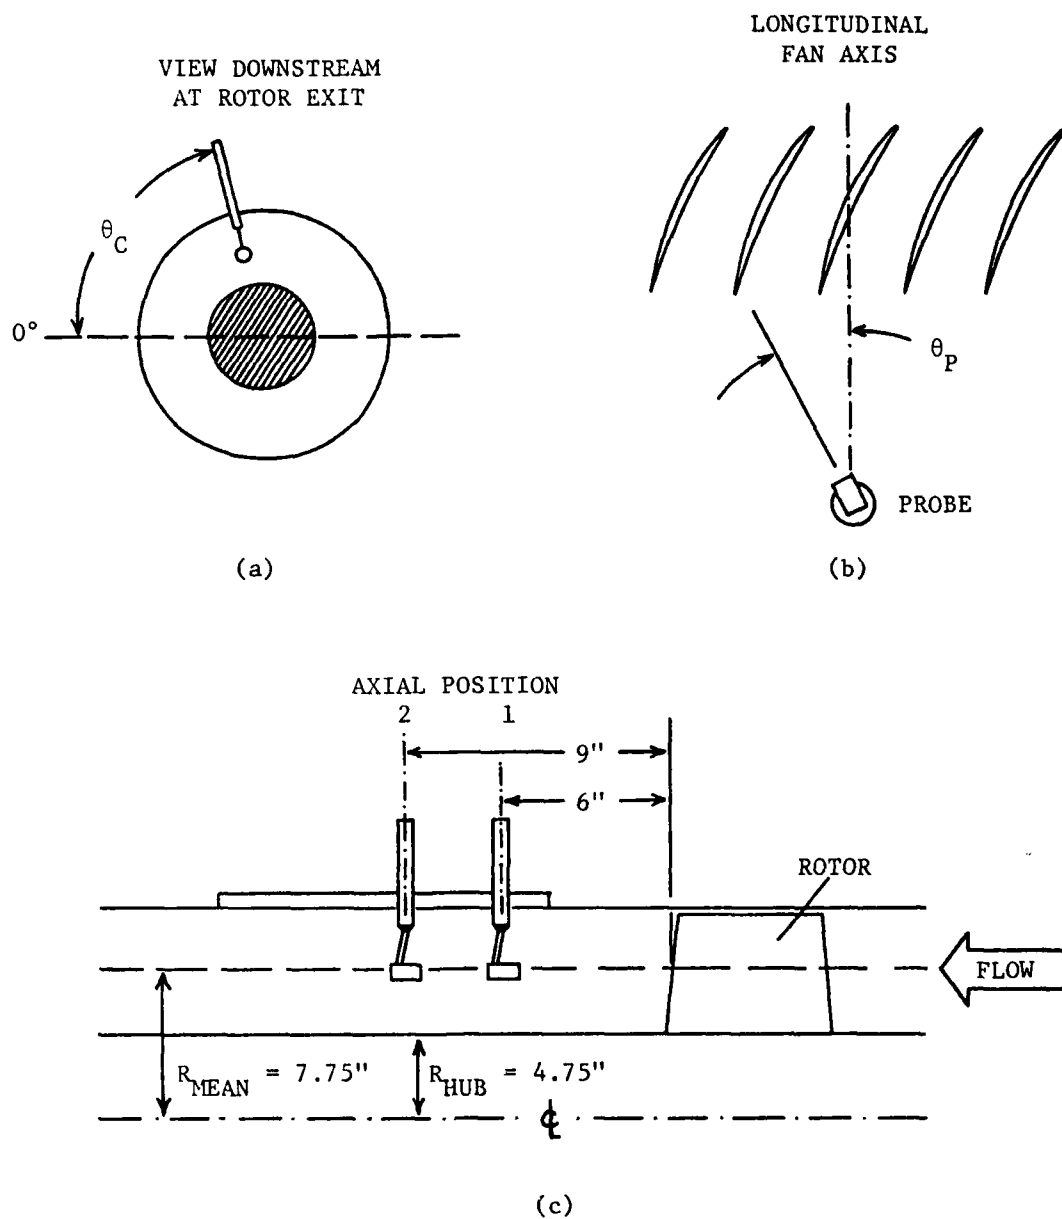 VIEW DOWNSTREAM
AT ROTOR EXIT
θC
0°
(a)
LONGITUDINAL
FAN AXIS
θP
PROBE
(b)
AXIAL POSITION
2 1
9"
6"
ROTOR
FLOW
RMEAN = 7.75"
RHUB = 4.75"
℄
(c)